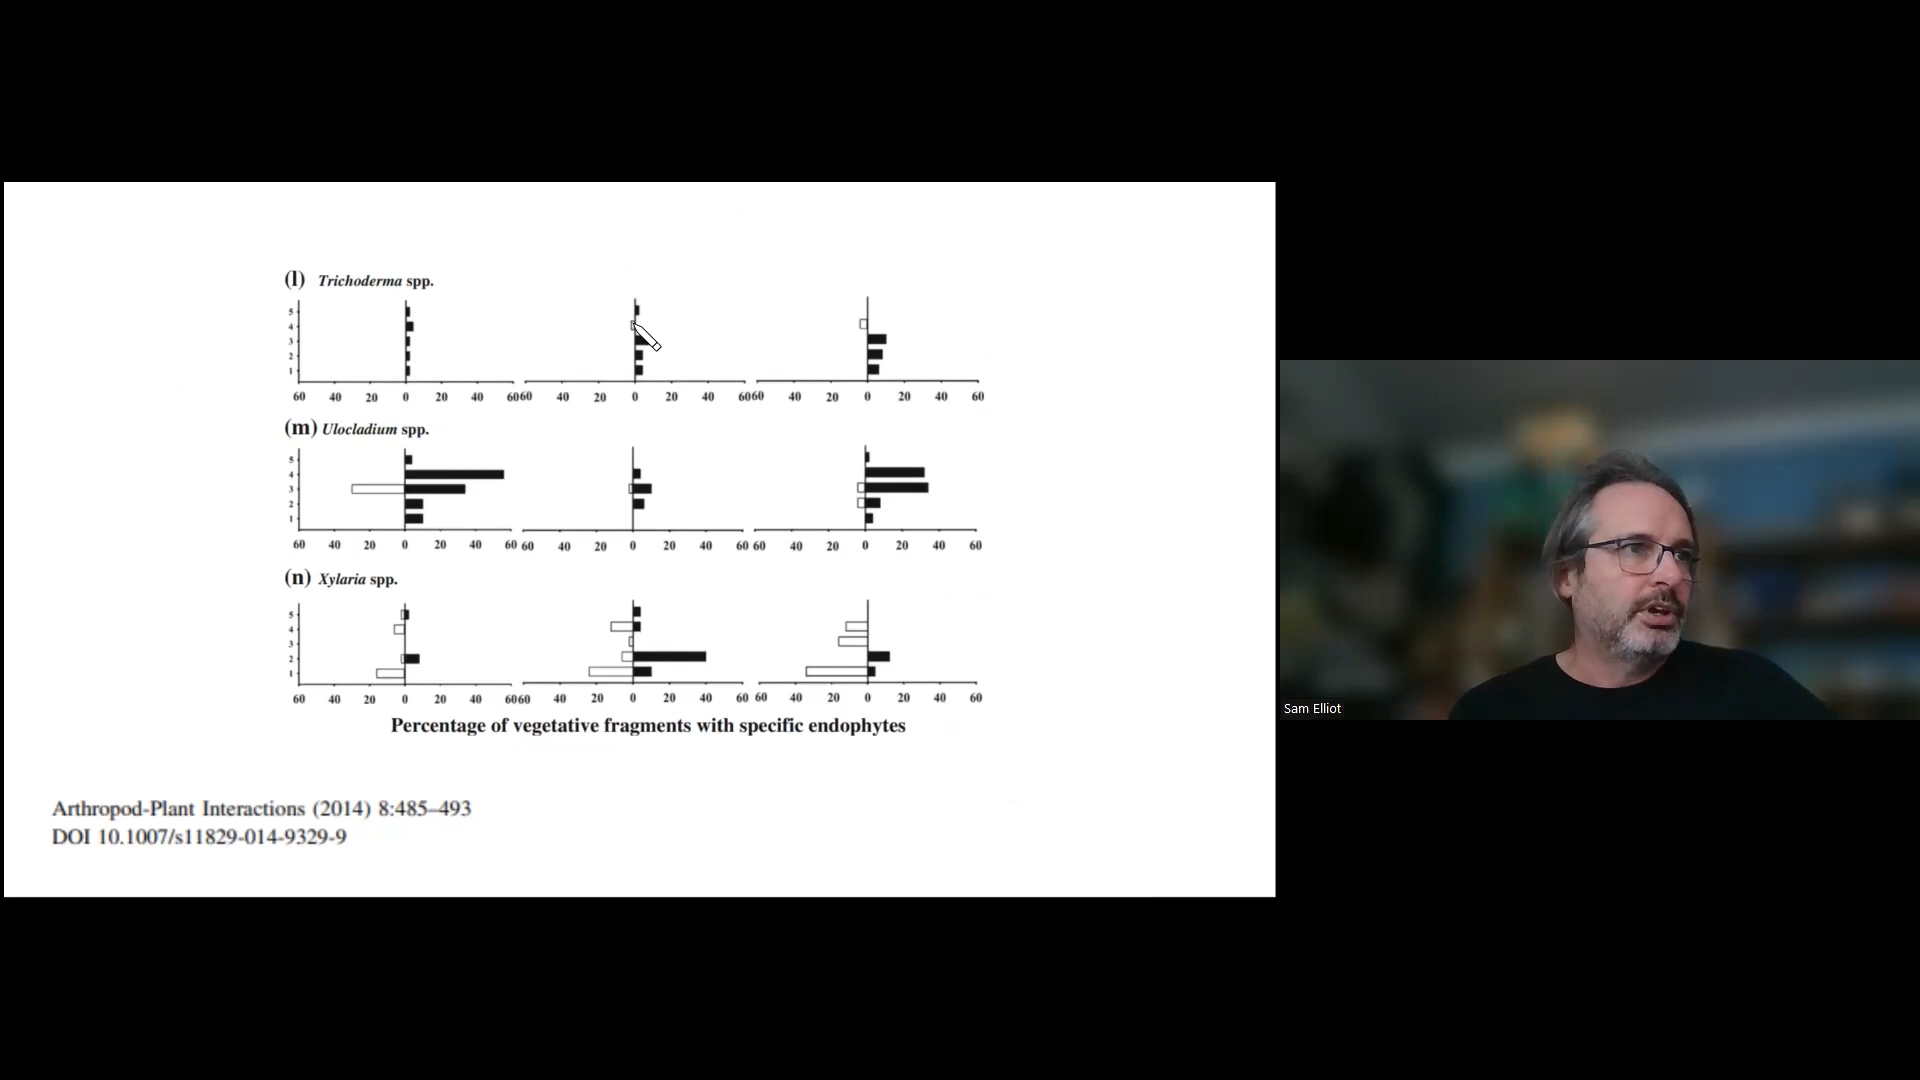 (l) Trichoderma spp.
5
4
3
2
1
60 40 20 0 20 40 60 60 40 20 0 20 40 60 60 40 20 0 20 40 60
(m) Ulocladium spp.
5
4
3
2
1
60 40 20 0 20 40 60 60 40 20 0 20 40 60 60 40 20 0 20 40 60
(n) Xylaria spp.
5
4
3
2
1
60 40 20 0 20 40 60 60 40 20 0 20 40 60 60 40 20 0 20 40 60
Percentage of vegetative fragments with specific endophytes
Arthropod-Plant Interactions (2014) 8:485–493
DOI 10.1007/s11829-014-9329-9
Sam Elliot